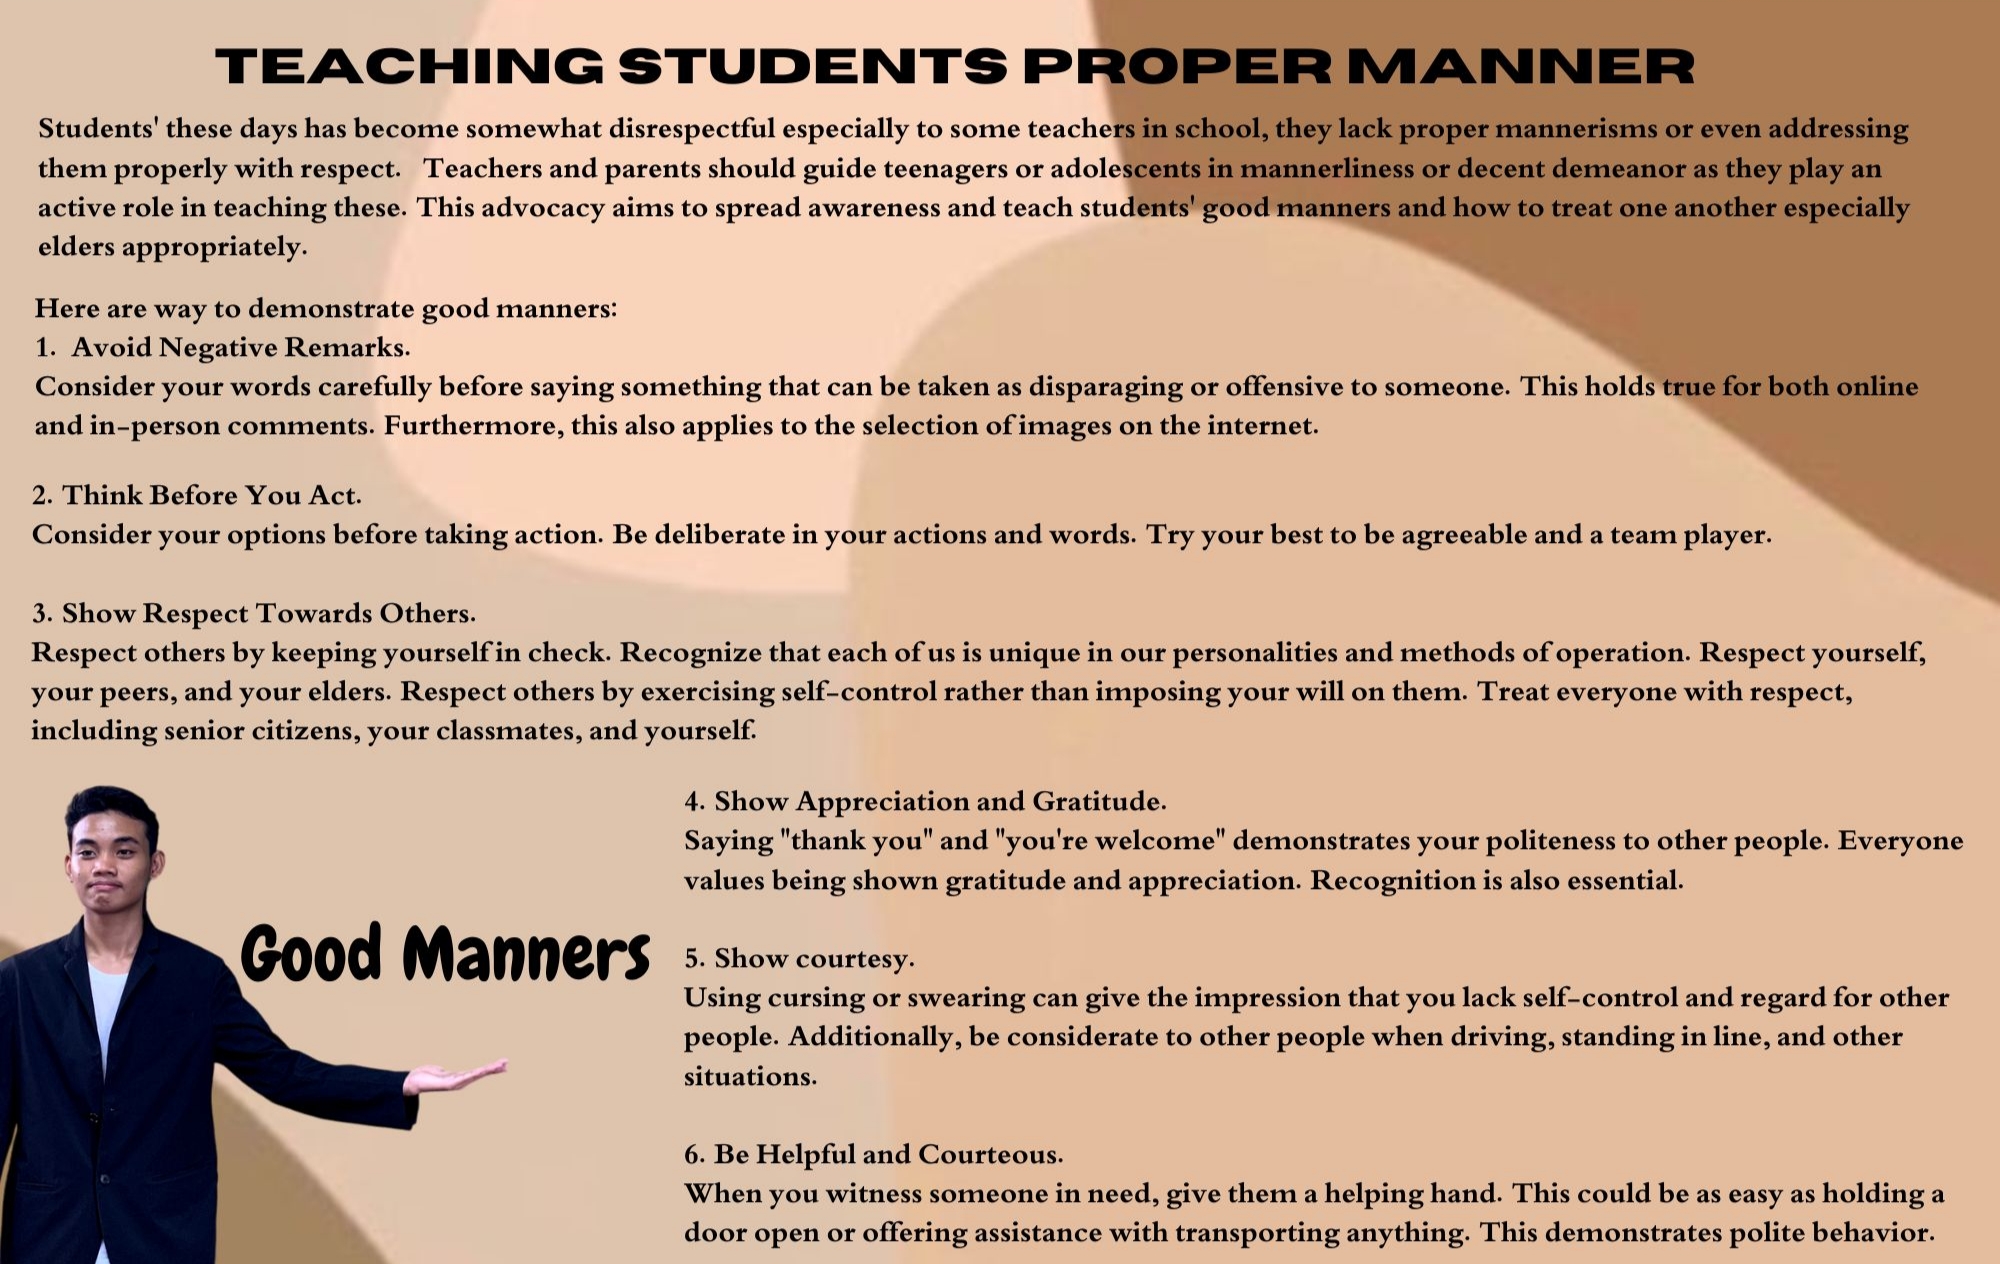 TEACHING STUDENTS PROPER MANNER
Students' these days has become somewhat disrespectful especially to some teachers in school, they lack proper mannerisms or even addressing
them properly with respect.   Teachers and parents should guide teenagers or adolescents in mannerliness or decent demeanor as they play an
active role in teaching these. This advocacy aims to spread awareness and teach students' good manners and how to treat one another especially
elders appropriately.
Here are way to demonstrate good manners:
1.  Avoid Negative Remarks.
Consider your words carefully before saying something that can be taken as disparaging or offensive to someone. This holds true for both online
and in-person comments. Furthermore, this also applies to the selection of images on the internet.
2. Think Before You Act.
Consider your options before taking action. Be deliberate in your actions and words. Try your best to be agreeable and a team player.
3. Show Respect Towards Others.
Respect others by keeping yourself in check. Recognize that each of us is unique in our personalities and methods of operation. Respect yourself,
your peers, and your elders. Respect others by exercising self-control rather than imposing your will on them. Treat everyone with respect,
including senior citizens, your classmates, and yourself.
Good Manners
4. Show Appreciation and Gratitude.
Saying "thank you" and "you're welcome" demonstrates your politeness to other people. Everyone
values being shown gratitude and appreciation. Recognition is also essential.
5. Show courtesy.
Using cursing or swearing can give the impression that you lack self-control and regard for other
people. Additionally, be considerate to other people when driving, standing in line, and other
situations.
6. Be Helpful and Courteous.
When you witness someone in need, give them a helping hand. This could be as easy as holding a
door open or offering assistance with transporting anything. This demonstrates polite behavior.